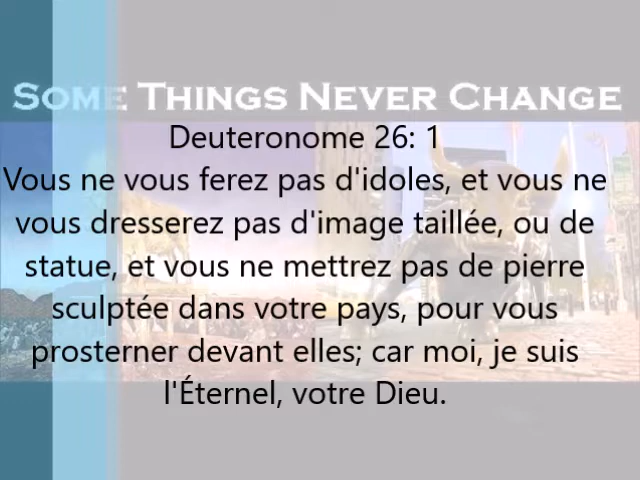 SOME THINGS NEVER CHANGE
Deuteronome 26: 1
Vous ne vous ferez pas d'idoles, et vous ne
vous dresserez pas d'image taillée, ou de
statue, et vous ne mettrez pas de pierre
sculptée dans votre pays, pour vous
prosterner devant elles; car moi, je suis
l'Éternel, votre Dieu.